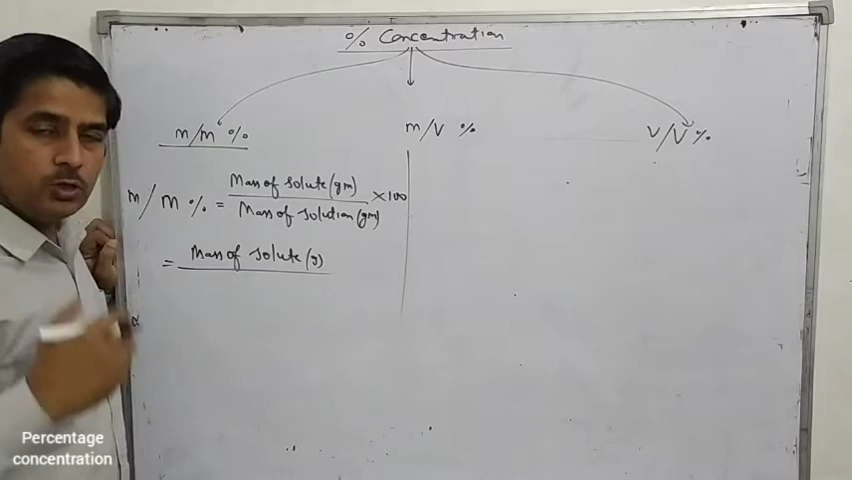 % Concentration
m/m %
m/v %
v/v %
m/m % = Mass of solute (gm) / Mass of solution (gm) × 100
= Mass of solute (g)
Percentage
concentration